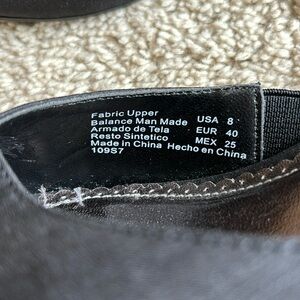 Fabric Upper
Balance Man Made USA 8
Armado de Tela EUR 40
Resto Sintetico MEX 25
Made in China Hecho en China
109S7